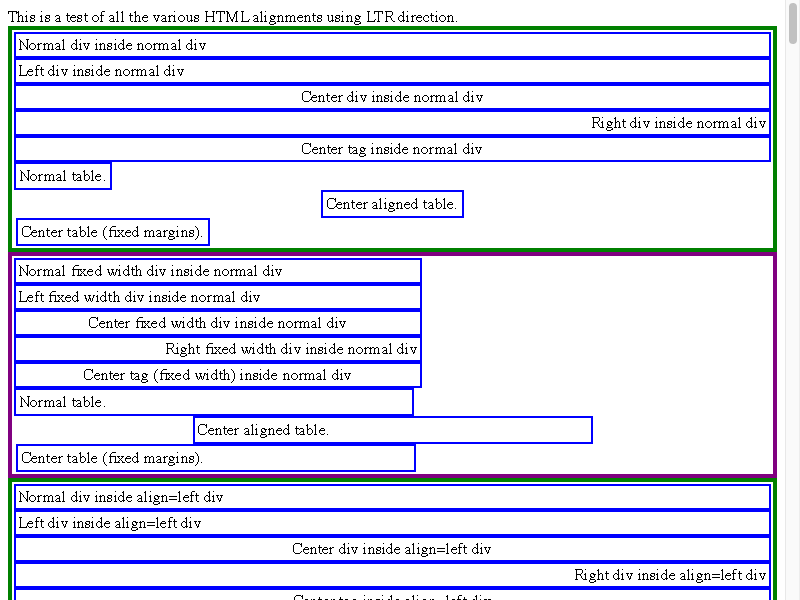 This is a test of all the various HTML alignments using LTR direction.
Normal div inside normal div
Left div inside normal div
Center div inside normal div
Right div inside normal div
Center tag inside normal div
Normal table.
Center aligned table.
Center table (fixed margins).
Normal fixed width div inside normal div
Left fixed width div inside normal div
Center fixed width div inside normal div
Right fixed width div inside normal div
Center tag (fixed width) inside normal div
Normal table.
Center aligned table.
Center table (fixed margins).
Normal div inside align=left div
Left div inside align=left div
Center div inside align=left div
Right div inside align=left div
Center tag inside align=left div